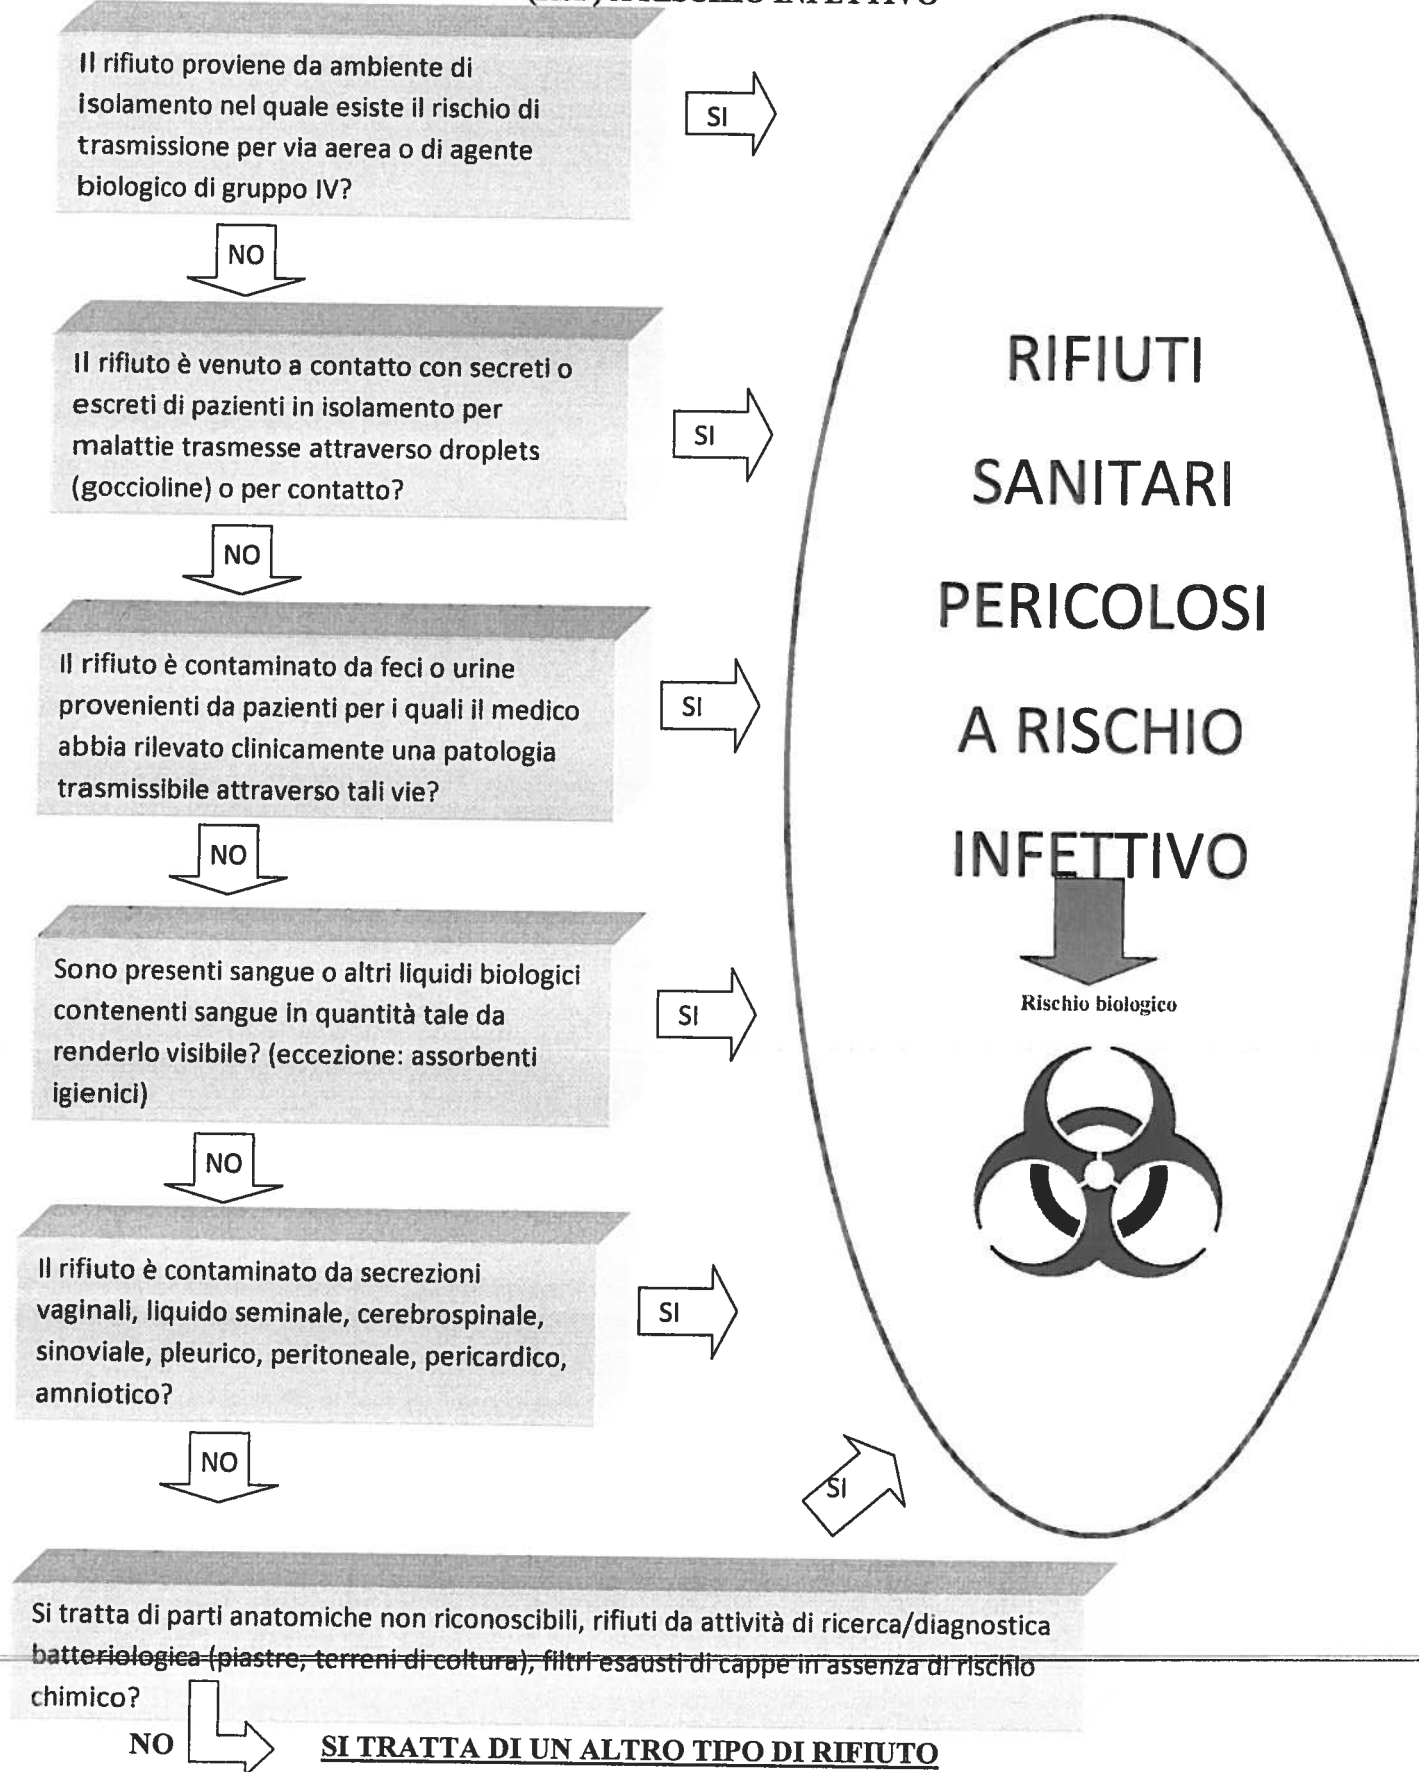 A RISCHIO INFETTIVO
Il rifiuto proviene da ambiente di
isolamento nel quale esiste il rischio di
trasmissione per via aerea o di agente
biologico di gruppo IV?
SI
NO
Il rifiuto è venuto a contatto con secreti o
escreti di pazienti in isolamento per
malattie trasmesse attraverso droplets
(goccioline) o per contatto?
SI
NO
Il rifiuto è contaminato da feci o urine
provenienti da pazienti per i quali il medico
abbia rilevato clinicamente una patologia
trasmissibile attraverso tali vie?
SI
NO
Sono presenti sangue o altri liquidi biologici
contenenti sangue in quantità tale da
renderlo visibile? (eccezione: assorbenti
igienici)
SI
NO
Il rifiuto è contaminato da secrezioni
vaginali, liquido seminale, cerebrospinale,
sinoviale, pleurico, peritoneale, pericardico,
amniotico?
SI
NO
Si tratta di parti anatomiche non riconoscibili, rifiuti da attività di ricerca/diagnostica
batteriologica (piastre, terreni di coltura), filtri esausti di cappe in assenza di rischio
chimico?
SI
NO
SI TRATTA DI UN ALTRO TIPO DI RIFIUTO
RIFIUTI
SANITARI
PERICOLOSI
A RISCHIO
INFETTIVO
Rischio biologico